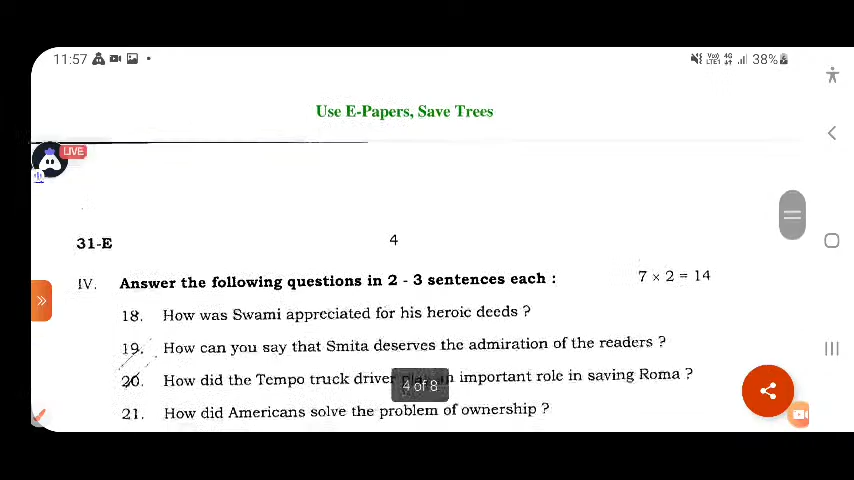 11:57 38%
Use E-Papers, Save Trees
LIVE
31-E 4
IV. Answer the following questions in 2 - 3 sentences each : 7 × 2 = 14
18. How was Swami appreciated for his heroic deeds ?
19. How can you say that Smita deserves the admiration of the readers ?
20. How did the Tempo truck driver important role in saving Roma ?
4 of 8
21. How did Americans solve the problem of ownership ?